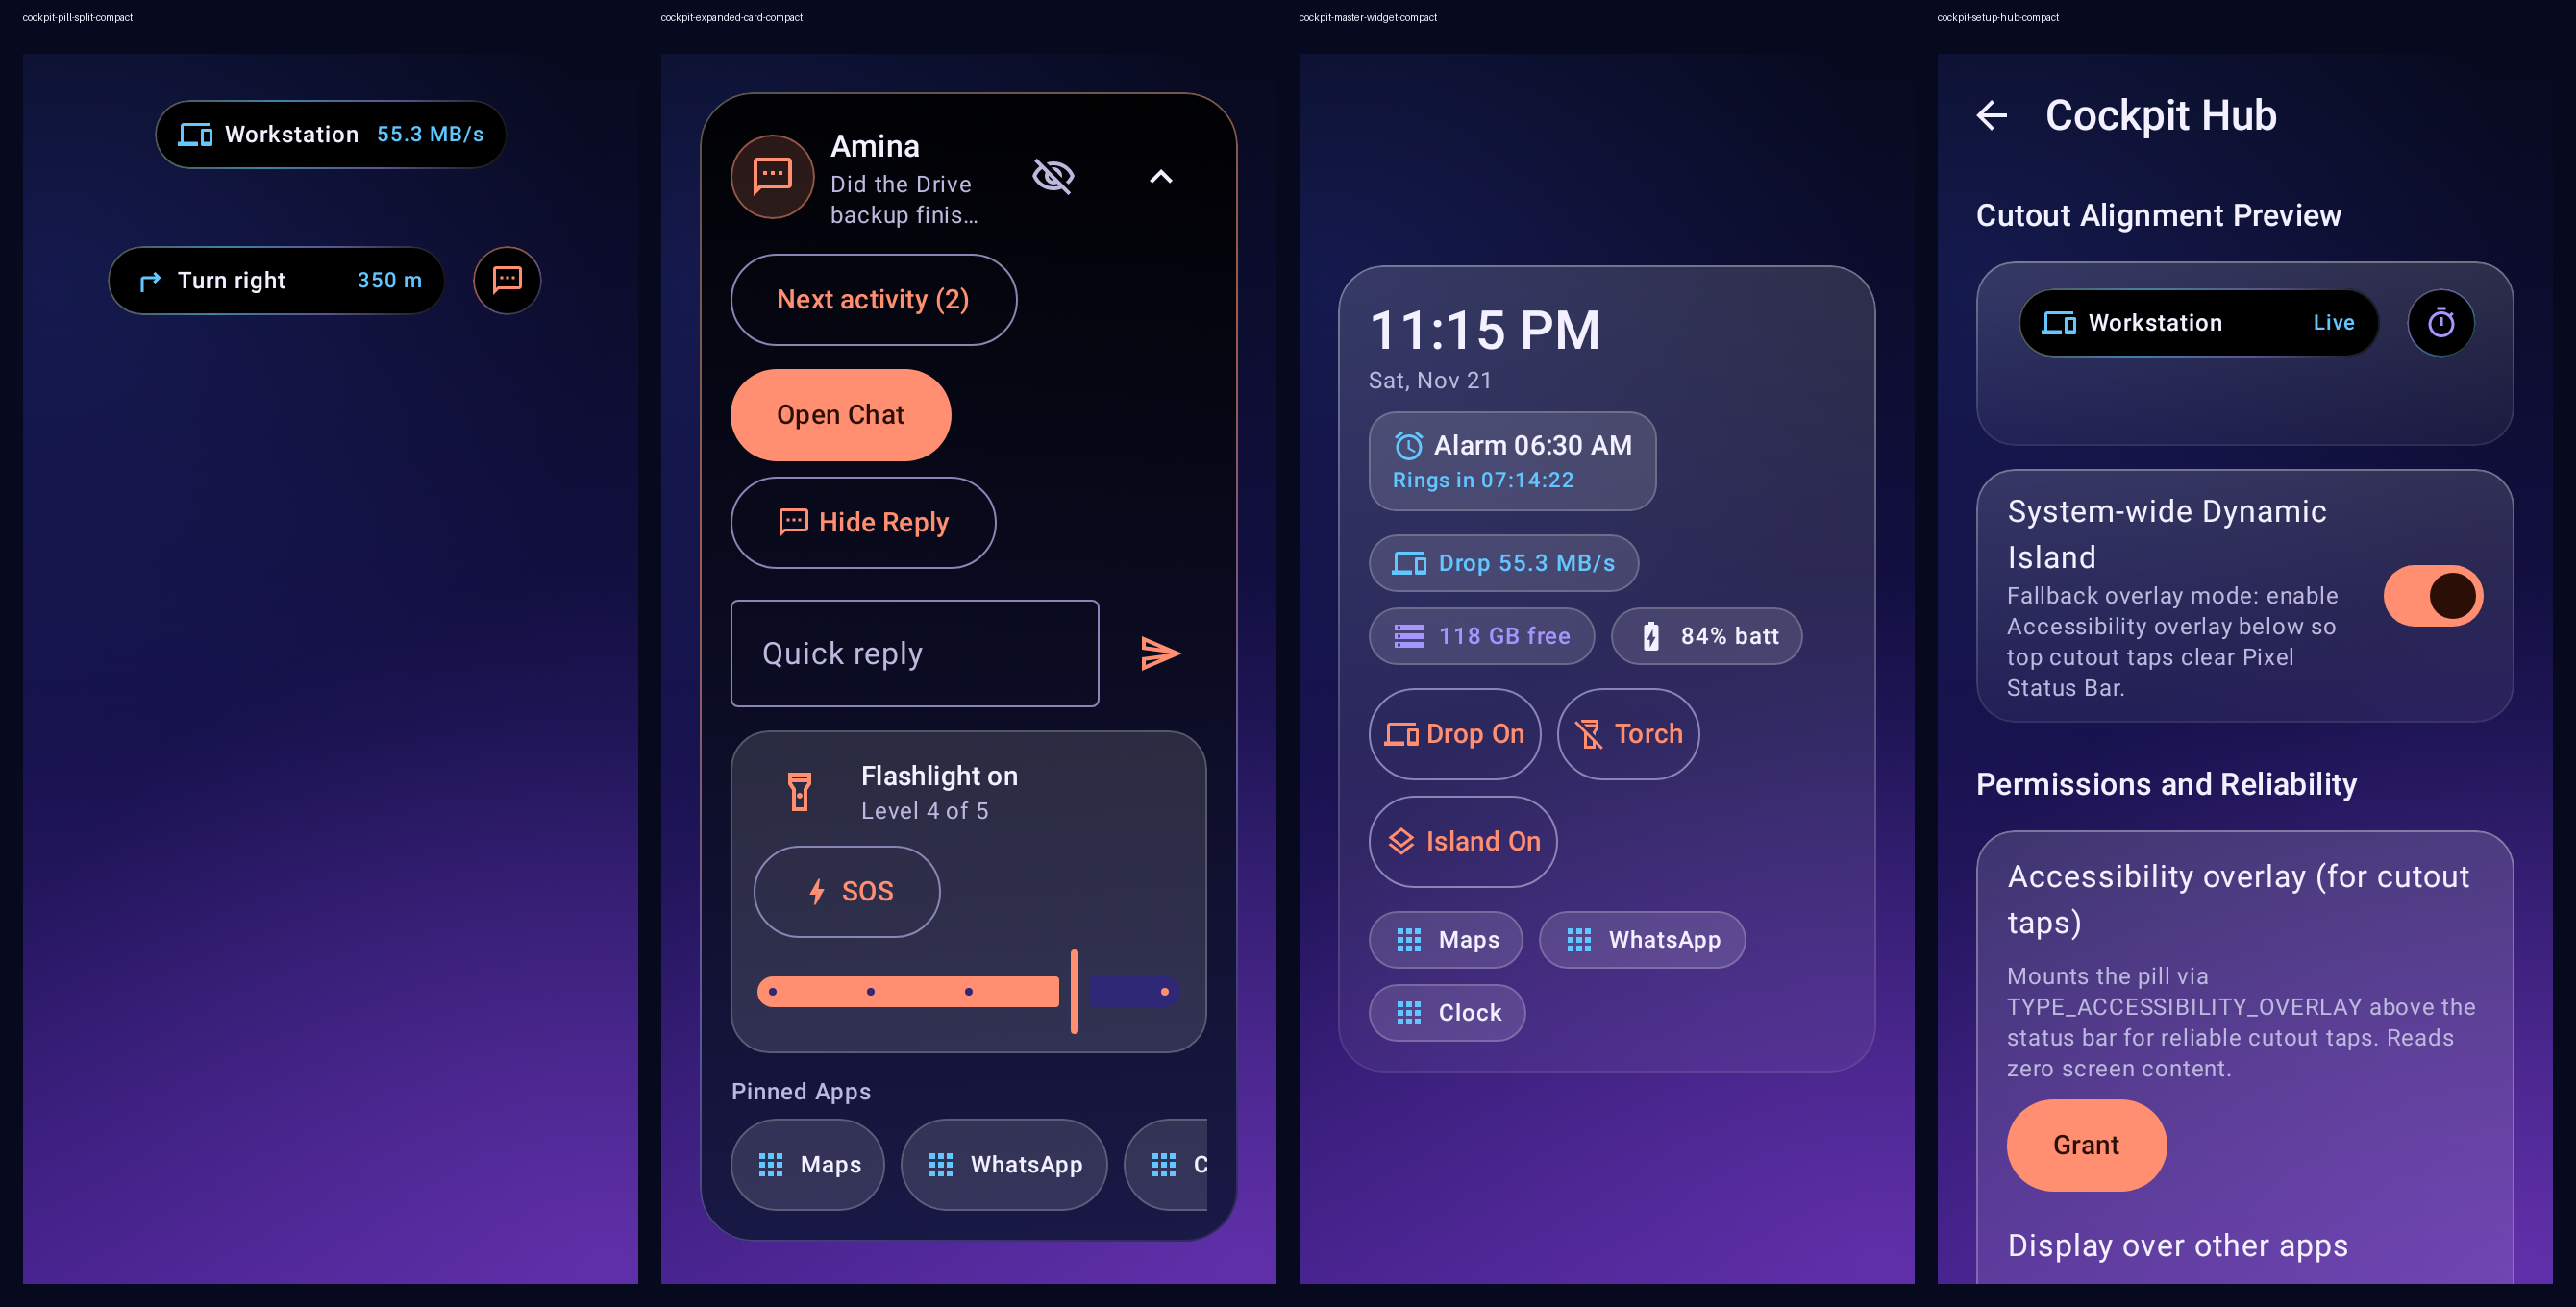 cockpit-pill-split-compact
Workstation 55.3 MB/s
Turn right 350 m
cockpit-expanded-card-compact
Amina
Did the Drive
backup finis...
Next activity (2)
Open Chat
Hide Reply
Quick reply
Flashlight on
Level 4 of 5
SOS
Pinned Apps
Maps WhatsApp C
cockpit-master-widget-compact
11:15 PM
Sat, Nov 21
Alarm 06:30 AM
Rings in 07:14:22
Drop 55.3 MB/s
118 GB free 84% batt
Drop On Torch
Island On
Maps WhatsApp
Clock
cockpit-setup-hub-compact
Cockpit Hub
Cutout Alignment Preview
Workstation Live
System-wide Dynamic
Island
Fallback overlay mode: enable
Accessibility overlay below so
top cutout taps clear Pixel
Status Bar.
Permissions and Reliability
Accessibility overlay (for cutout
taps)
Mounts the pill via
TYPE_ACCESSIBILITY_OVERLAY above the
status bar for reliable cutout taps. Reads
zero screen content.
Grant
Display over other apps